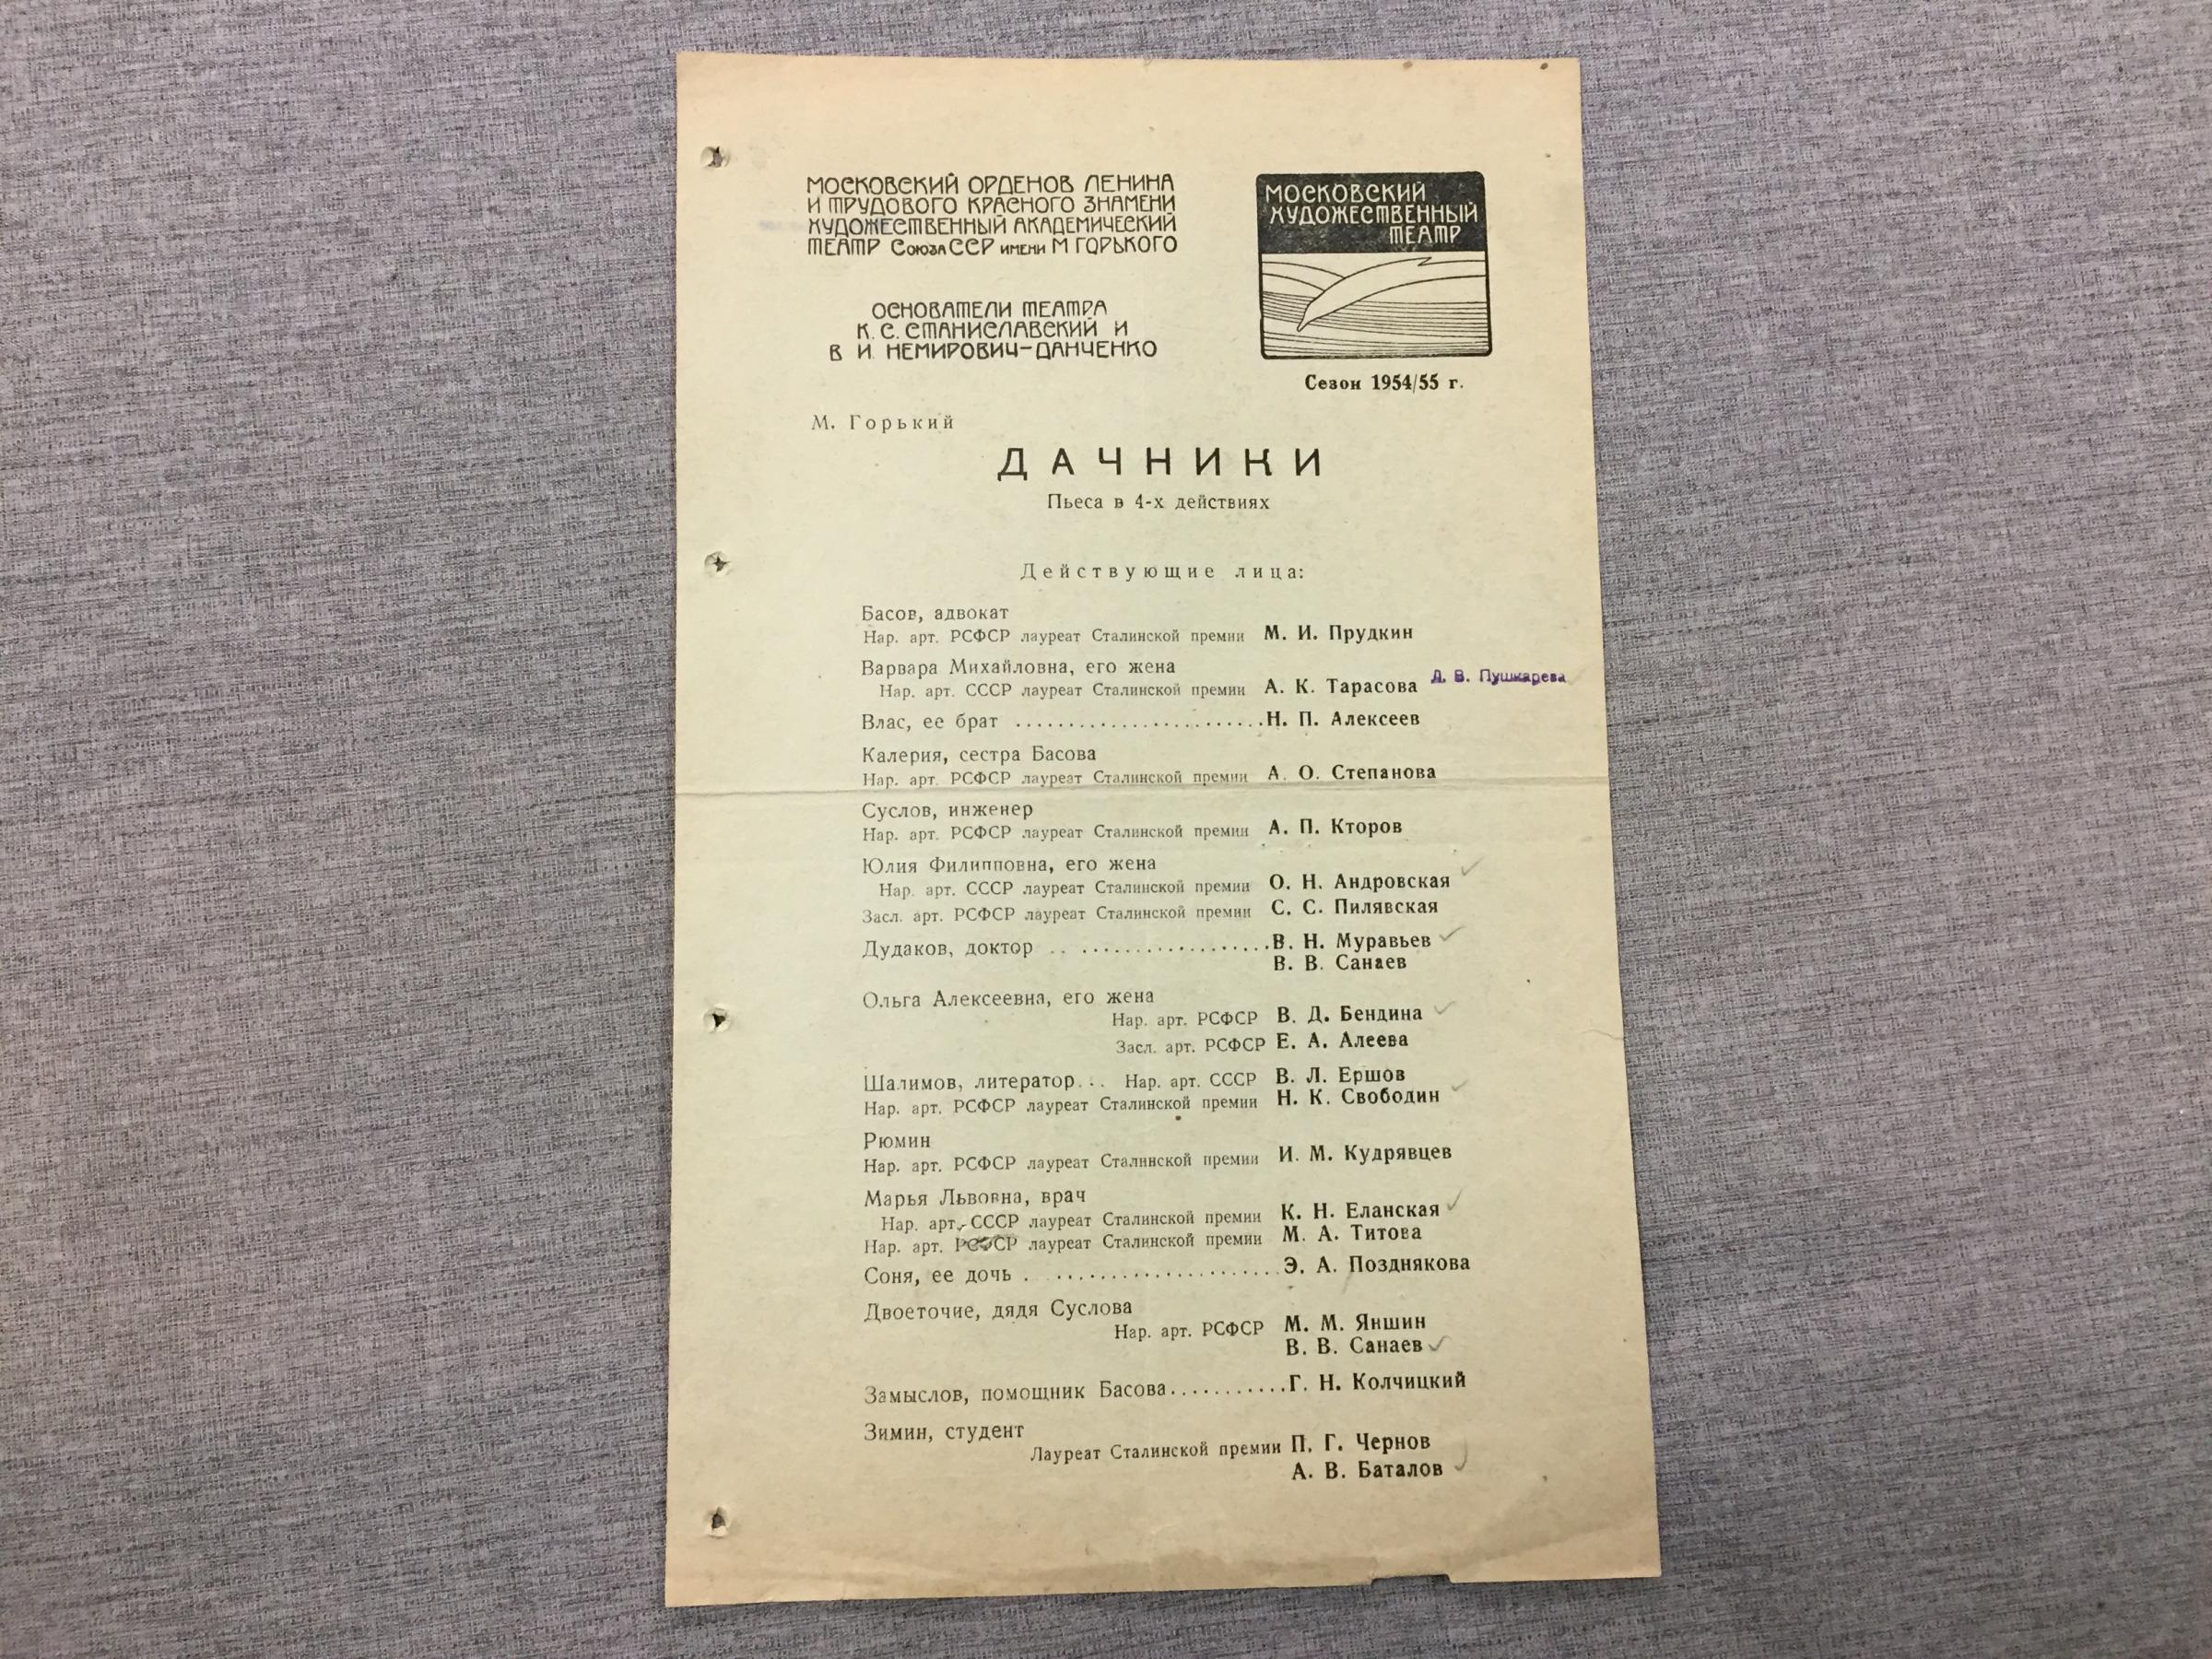 МОСКОВСКИЙ ОРДЕНОВ ЛЕНИНА
И ТРУДОВОГО КРАСНОГО ЗНАМЕНИ
ХУДОЖЕСТВЕННЫЙ АКАДЕМИЧЕСКИЙ
ТЕАТР СОЮЗА ССР ИМЕНИ М ГОРЬКОГО
ОСНОВАТЕЛИ ТЕАТРА
К. С. СТАНИСЛАВСКИЙ И
В И. НЕМИРОВИЧ-ДАНЧЕНКО
МОСКОВСКИЙ
ХУДОЖЕСТВЕННЫЙ
ТЕАТР
Сезон 1954/55 г.
М. Горький
ДАЧНИКИ
Пьеса в 4-х действиях
Действующие лица:
Басов, адвокат
Нар. арт. РСФСР лауреат Сталинской премии М. И. Прудкин
Варвара Михайловна, его жена
Нар. арт. СССР лауреат Сталинской премии А. К. Тарасова Д. В. Пушкарева
Влас, ее брат ........................Н. П. Алексеев
Калерия, сестра Басова
Нар. арт. РСФСР лауреат Сталинской премии А. О. Степанова
Суслов, инженер
Нар. арт. РСФСР лауреат Сталинской премии А. П. Кторов
Юлия Филипповна, его жена
Нар. арт. СССР лауреат Сталинской премии О. Н. Андровская
Засл. арт. РСФСР лауреат Сталинской премии С. С. Пилявская
Дудаков, доктор .. ..................В. Н. Муравьев
В. В. Санаев
Ольга Алексеевна, его жена
Нар. арт. РСФСР В. Д. Бендина
Засл. арт. РСФСР Е. А. Алеева
Шалимов, литератор... Нар. арт. СССР В. Л. Ершов
Нар. арт. РСФСР лауреат Сталинской премии Н. К. Свободин
Рюмин
Нар. арт. РСФСР лауреат Сталинской премии И. М. Кудрявцев
Марья Львовна, врач
Нар. арт. СССР лауреат Сталинской премии К. Н. Еланская
Нар. арт. РСФСР лауреат Сталинской премии М. А. Титова
Соня, ее дочь . ......................Э. А. Позднякова
Двоеточие, дядя Суслова
Нар. арт. РСФСР М. М. Яншин
В. В. Санаев
Замыслов, помощник Басова...........Г. Н. Колчицкий
Зимин, студент
Лауреат Сталинской премии П. Г. Чернов
А. В. Баталов